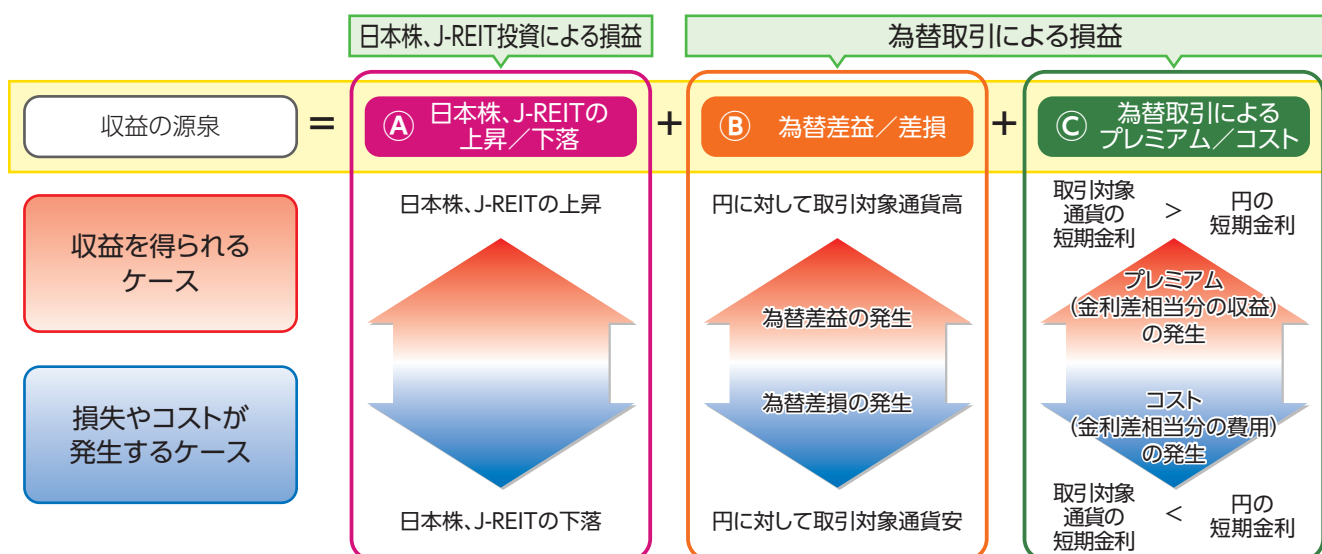 日本株、J-REIT投資による損益
為替取引による損益
収益の源泉
=
Ⓐ 日本株、J-REITの
上昇／下落
+
Ⓑ 為替差益／差損
+
Ⓒ 為替取引による
プレミアム／コスト
収益を得られる
ケース
日本株、J-REITの上昇
円に対して取引対象通貨高
取引対象
通貨の
短期金利
>
円の
短期金利
為替差益の発生
プレミアム
(金利差相当分の収益)
の発生
損失やコストが
発生するケース
為替差損の発生
コスト
(金利差相当分の費用)
の発生
日本株、J-REITの下落
円に対して取引対象通貨安
取引対象
通貨の
短期金利
<
円の
短期金利